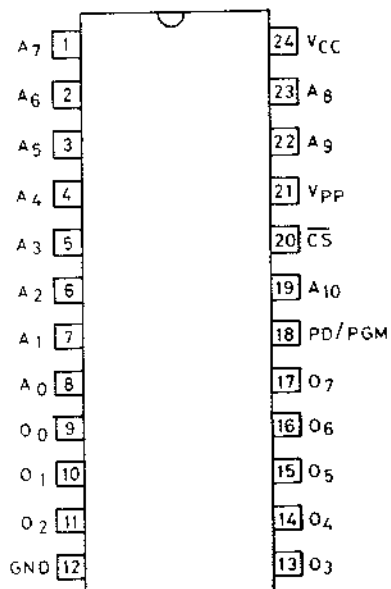 A7 1 24 VCC
A6 2 23 A8
A5 3 22 A9
A4 4 21 VPP
A3 5 20 C̅S̅
A2 6 19 A10
A1 7 18 PD/PGM
A0 8 17 O7
O0 9 16 O6
O1 10 15 O5
O2 11 14 O4
GND 12 13 O3